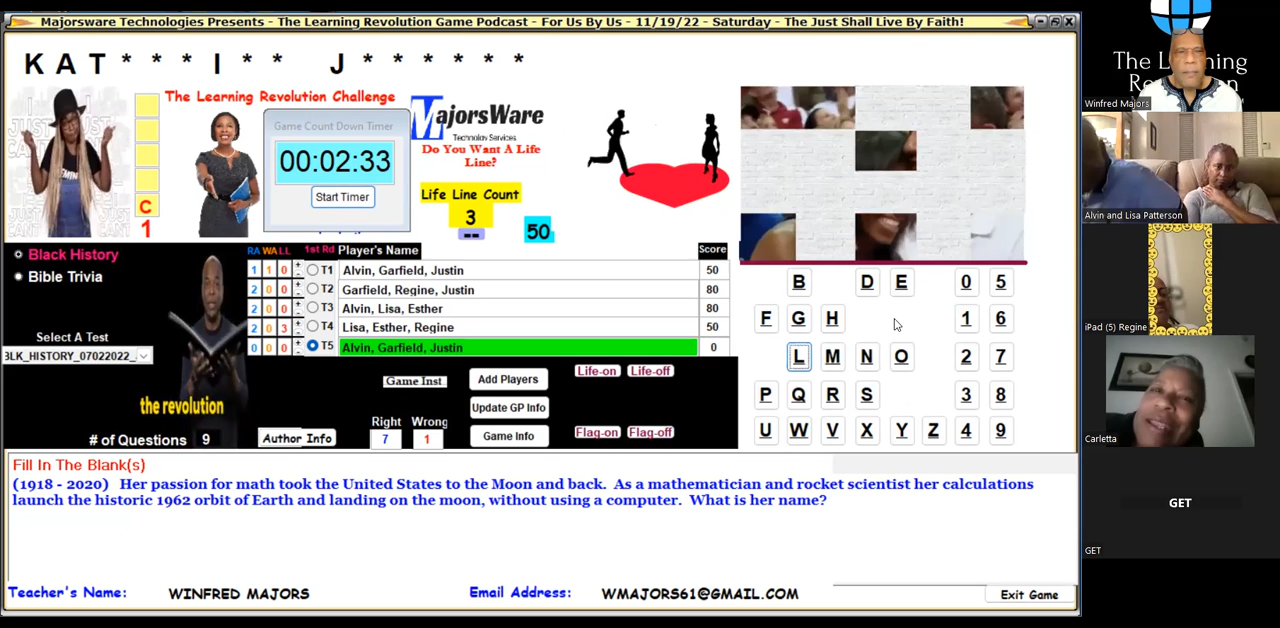 Majorsware Technologies Presents - The Learning Revolution Game Podcast - For Us By Us - 11/19/22 - Saturday - The Just Shall Live By Faith!
K A T * * * I * * J * * * * * *
The Learning Revolution Challenge
Game Count Down Timer
00:02:33
Start Timer
C
1
MajorsWare
Technology Services
Do You Want A Life
Line?
Life Line Count
3
--
50
The Learning
Winfred Majors
Alvin and Lisa Patterson
iPad (5) Regine
Carletta
GET
GET
Black History
Bible Trivia
Select A Test
3LK_HISTORY_07022022_
the revolution
# of Questions 9
RA WA LL 1st Rd Player's Name Score
1 1 0 + - T1 Alvin, Garfield, Justin 50
2 0 0 + - T2 Garfield, Regine, Justin 80
2 0 0 + - T3 Alvin, Lisa, Esther 80
2 0 3 + - T4 Lisa, Esther, Regine 50
0 0 0 + - T5 Alvin, Garfield, Justin 0
Game Inst
Add Players
Life-on Life-off
Update GP Info
Right Wrong
7 1
Author Info
Game Info
Flag-on Flag-off
B D E 0 5
F G H 1 6
L M N O 2 7
P Q R S 3 8
U W V X Y Z 4 9
Fill In The Blank(s)
(1918 - 2020) Her passion for math took the United States to the Moon and back. As a mathematician and rocket scientist her calculations
launch the historic 1962 orbit of Earth and landing on the moon, without using a computer. What is her name?
Teacher's Name: WINFRED MAJORS Email Address: WMAJORS61@GMAIL.COM
Exit Game